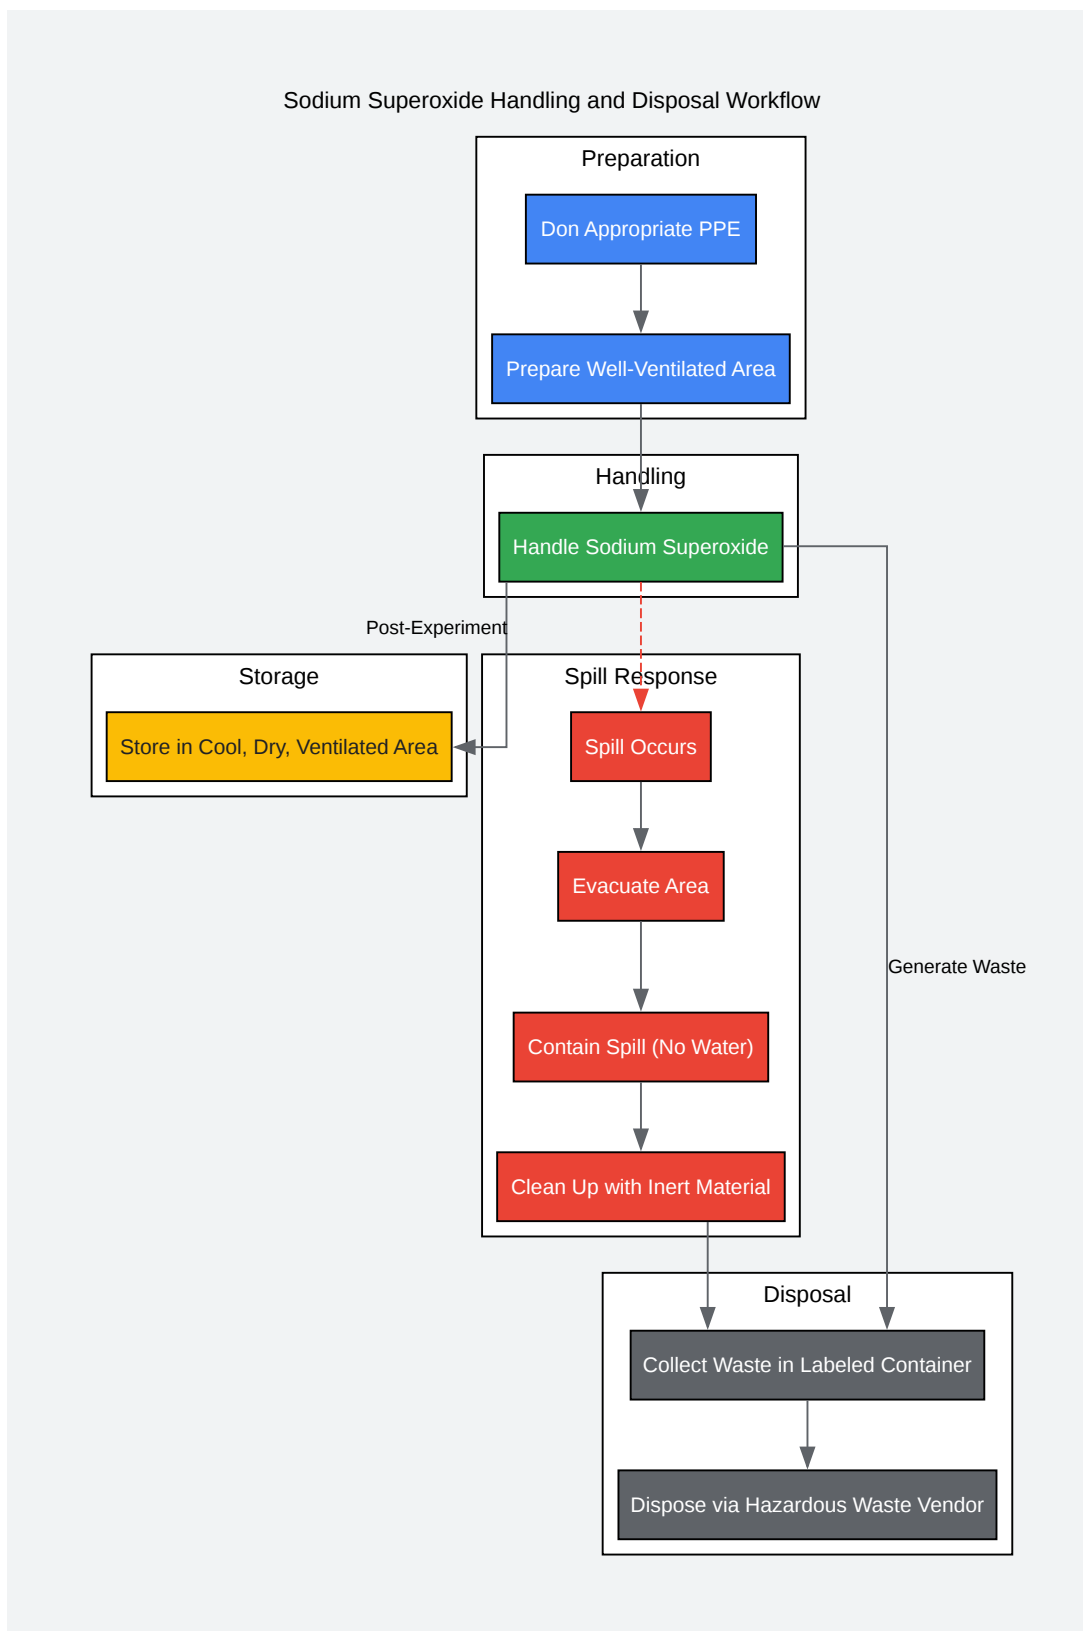 Sodium Superoxide Handling and Disposal Workflow
Preparation
Don Appropriate PPE
Prepare Well-Ventilated Area
Handling
Handle Sodium Superoxide
Post-Experiment
Storage
Store in Cool, Dry, Ventilated Area
Spill Response
Spill Occurs
Evacuate Area
Contain Spill (No Water)
Clean Up with Inert Material
Generate Waste
Disposal
Collect Waste in Labeled Container
Dispose via Hazardous Waste Vendor